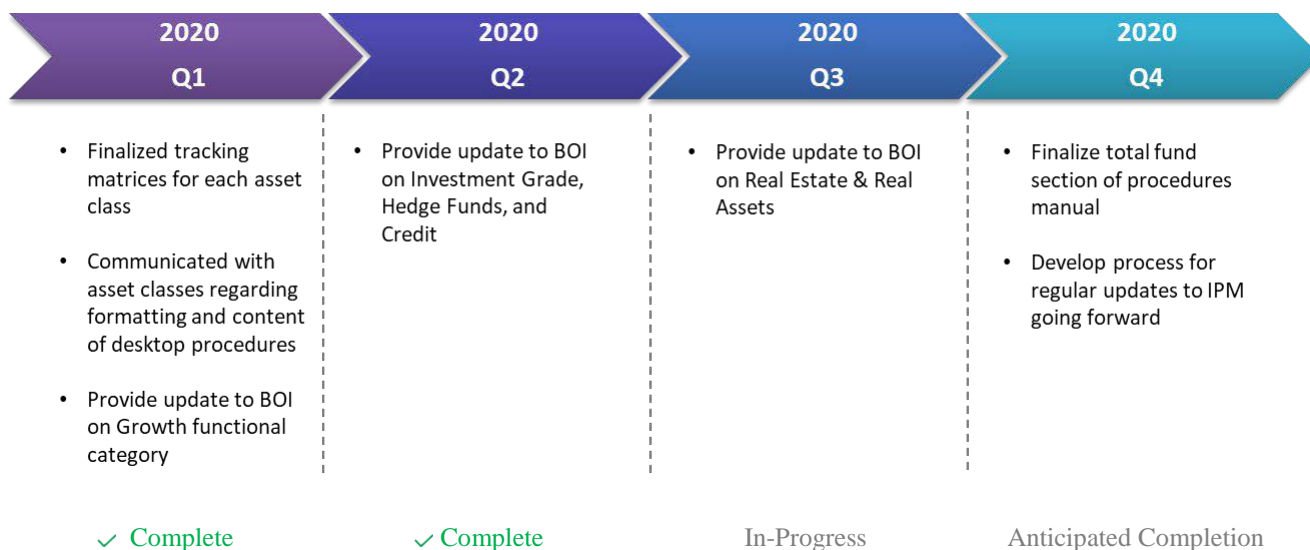 2020
Q1
2020
Q2
2020
Q3
2020
Q4
• Finalized tracking
matrices for each asset
class
• Communicated with
asset classes regarding
formatting and content
of desktop procedures
• Provide update to BOI
on Growth functional
category
• Provide update to BOI
on Investment Grade,
Hedge Funds, and
Credit
• Provide update to BOI
on Real Estate & Real
Assets
• Finalize total fund
section of procedures
manual
• Develop process for
regular updates to IPM
going forward
✓ Complete
✓ Complete
In-Progress
Anticipated Completion